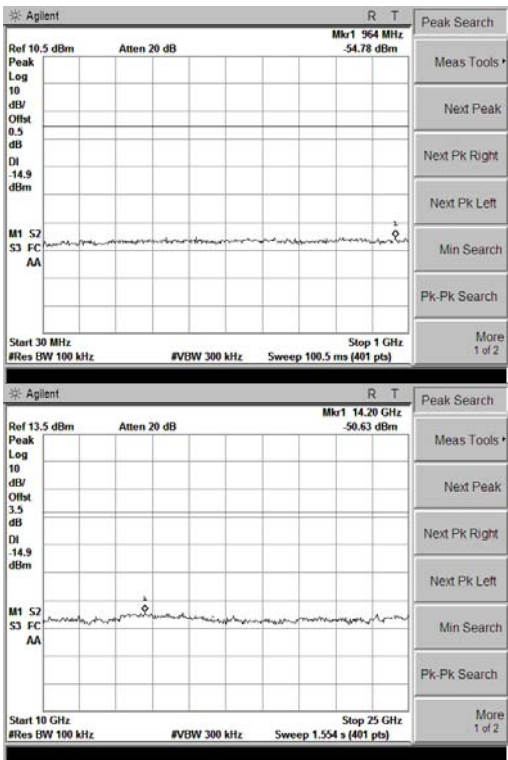 Agilent R T
Mkr1 964 MHz
Ref 10.5 dBm Atten 20 dB -54.78 dBm
Peak
Log
10
dB/
Offst
0.5
dB
DI
-14.9
dBm
M1 S2
S3 FC
AA
1
Start 30 MHz Stop 1 GHz
#Res BW 100 kHz #VBW 300 kHz Sweep 100.5 ms (401 pts)
Peak Search
Meas Tools
Next Peak
Next Pk Right
Next Pk Left
Min Search
Pk-Pk Search
More
1 of 2
Agilent R T
Mkr1 14.20 GHz
Ref 13.5 dBm Atten 20 dB -50.63 dBm
Peak
Log
10
dB/
Offst
3.5
dB
DI
-14.9
dBm
M1 S2
S3 FC
AA
1
Start 10 GHz Stop 25 GHz
#Res BW 100 kHz #VBW 300 kHz Sweep 1.554 s (401 pts)
Peak Search
Meas Tools
Next Peak
Next Pk Right
Next Pk Left
Min Search
Pk-Pk Search
More
1 of 2